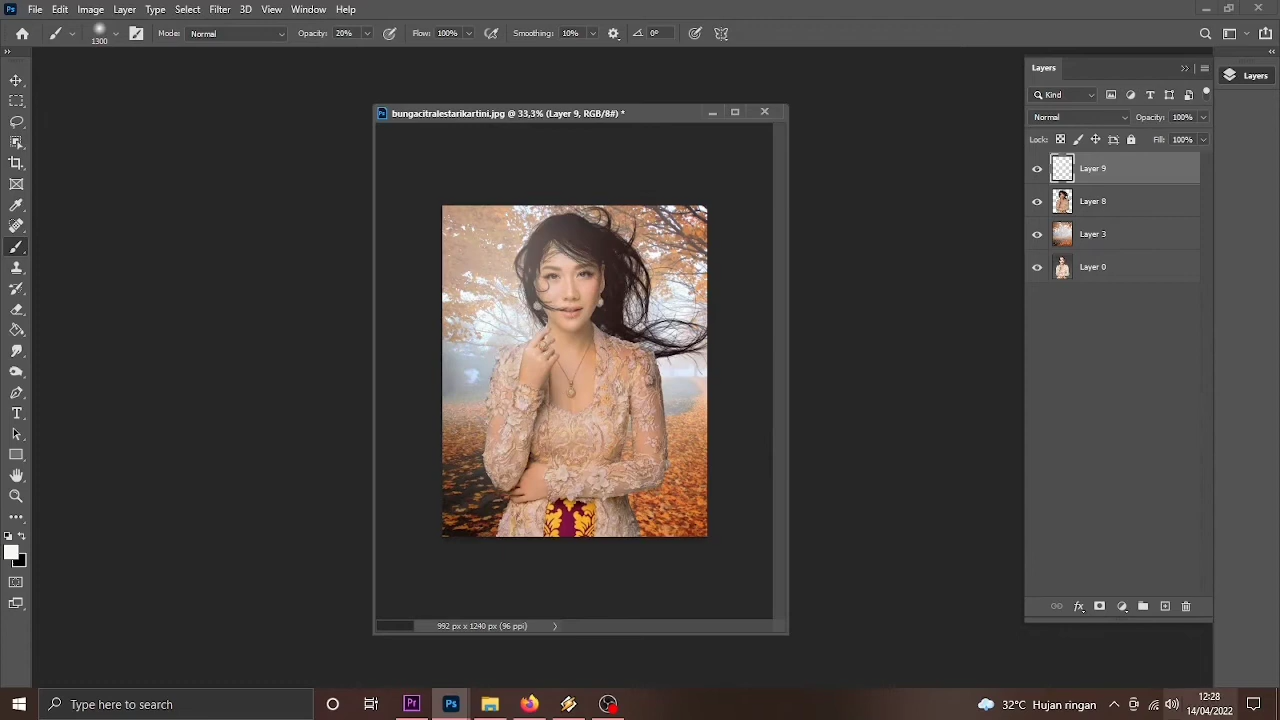 File Edit Image Layer Type Select Filter 3D View Window Help
1300 Mode: Normal Opacity: 20% Flow: 100% Smoothing: 10% 0°
Layers
Layers
Kind
Normal Opacity: 100%
Lock: Fill: 100%
Layer 9
Layer 8
Layer 3
Layer 0
bungacitralestarikartini.jpg @ 33,3% (Layer 9, RGB/8#) *
992 px x 1240 px (96 ppi)
Type here to search
32°C Hujan ringan
12:28
14/04/2022